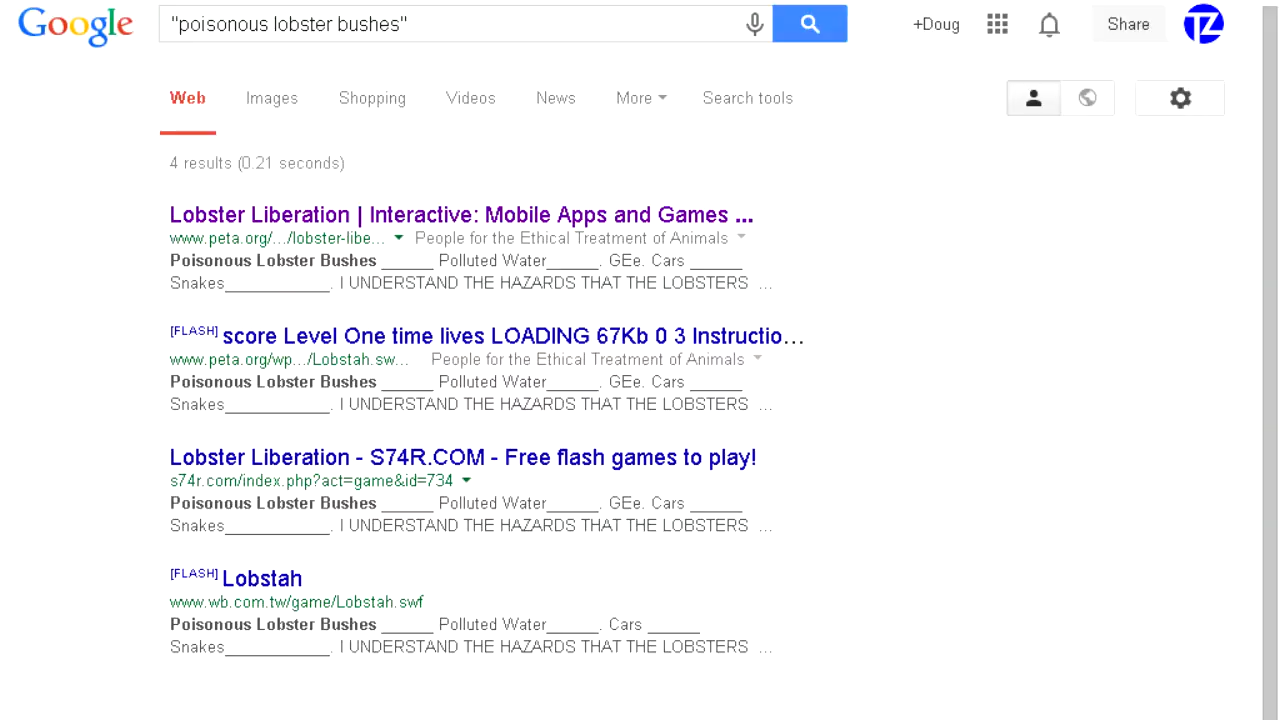 Google "poisonous lobster bushes" +Doug Share TZ
Web Images Shopping Videos News More Search tools
4 results (0.21 seconds)
Lobster Liberation | Interactive: Mobile Apps and Games ...
www.peta.org/.../lobster-libe... People for the Ethical Treatment of Animals
Poisonous Lobster Bushes ______ Polluted Water______. GEe. Cars ______
Snakes____________. I UNDERSTAND THE HAZARDS THAT THE LOBSTERS ...
[FLASH] score Level One time lives LOADING 67Kb 0 3 Instructio...
www.peta.org/wp.../Lobstah.sw... People for the Ethical Treatment of Animals
Poisonous Lobster Bushes ______ Polluted Water______. GEe. Cars ______
Snakes____________. I UNDERSTAND THE HAZARDS THAT THE LOBSTERS ...
Lobster Liberation - S74R.COM - Free flash games to play!
s74r.com/index.php?act=game&id=734
Poisonous Lobster Bushes ______ Polluted Water______. GEe. Cars ______
Snakes____________. I UNDERSTAND THE HAZARDS THAT THE LOBSTERS ...
[FLASH] Lobstah
www.wb.com.tw/game/Lobstah.swf
Poisonous Lobster Bushes ______ Polluted Water______. Cars ______
Snakes____________. I UNDERSTAND THE HAZARDS THAT THE LOBSTERS ...